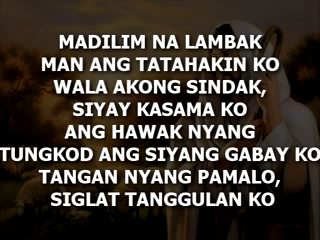 MADILIM NA LAMBAK
MAN ANG TATAHAKIN KO
WALA AKONG SINDAK,
SIYAY KASAMA KO
ANG HAWAK NYANG
TUNGKOD ANG SIYANG GABAY KO
TANGAN NYANG PAMALO,
SIGLAT TANGGULAN KO